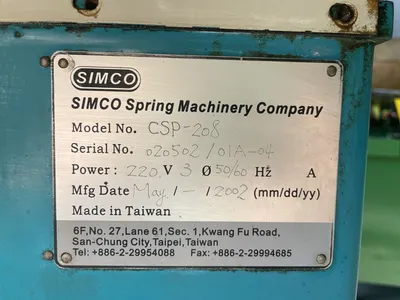 SIMCO
SIMCO Spring Machinery Company
Model No. CSP-208
Serial No. 020502/01A-04
Power : 220 V 3 Ø 50/60 Hz A
Mfg Date May / - / 2002 (mm/dd/yy)
Made in Taiwan
6F,No. 27,Lane 61,Sec. 1,Kwang Fu Road,
San-Chung City,Taipei,Taiwan
Tel: +886-2-29954088 Fax: +886-2-29994685